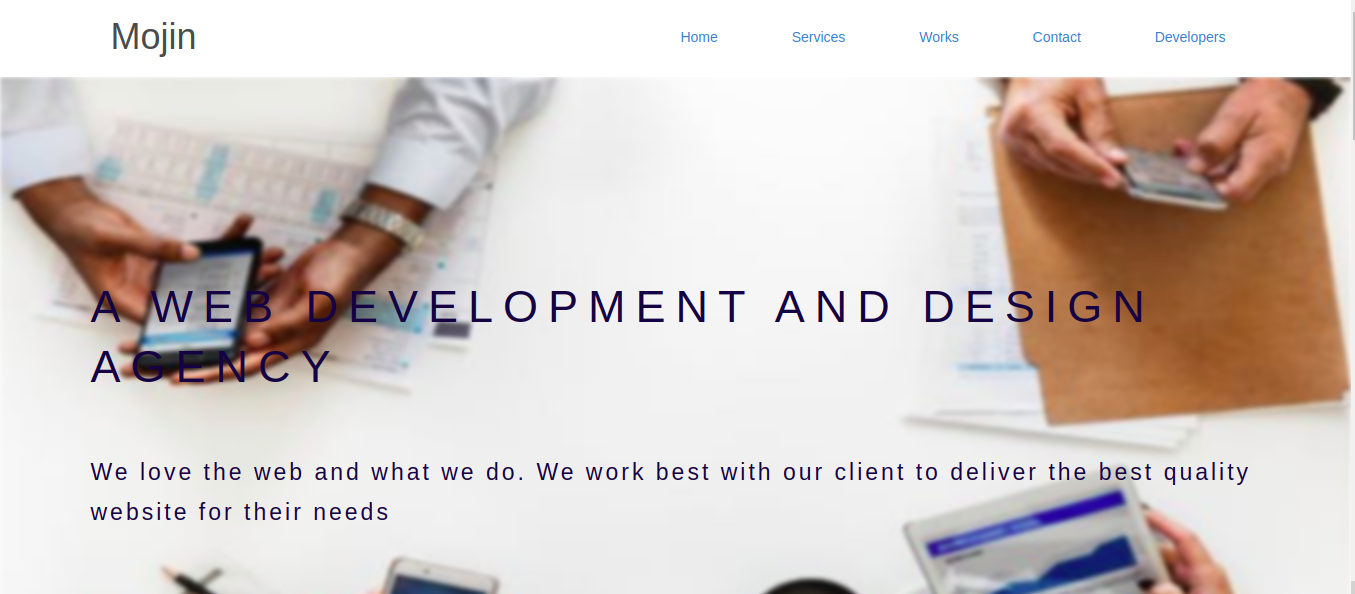 Mojin
Home Services Works Contact Developers
A WEB DEVELOPMENT AND DESIGN
AGENCY
We love the web and what we do. We work best with our client to deliver the best quality
website for their needs